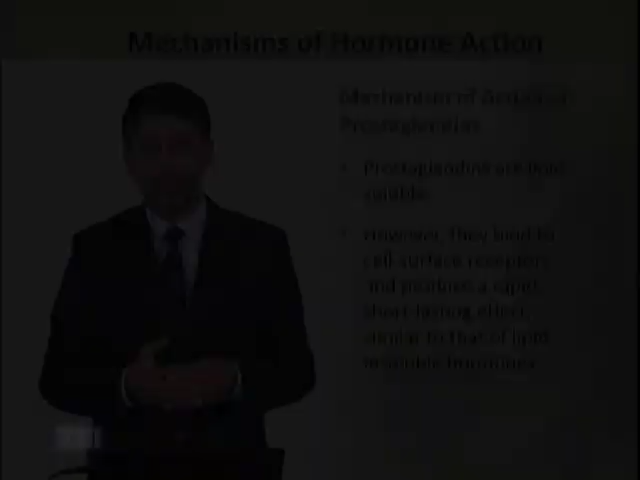 Mechanisms of Hormone Action
Mechanism of Action of
Prostaglandins
• Prostaglandins are lipid
soluble
• However, they bind to
cell-surface receptors
and produce a rapid
short-lasting effect,
similar to that of lipid
insoluble hormones